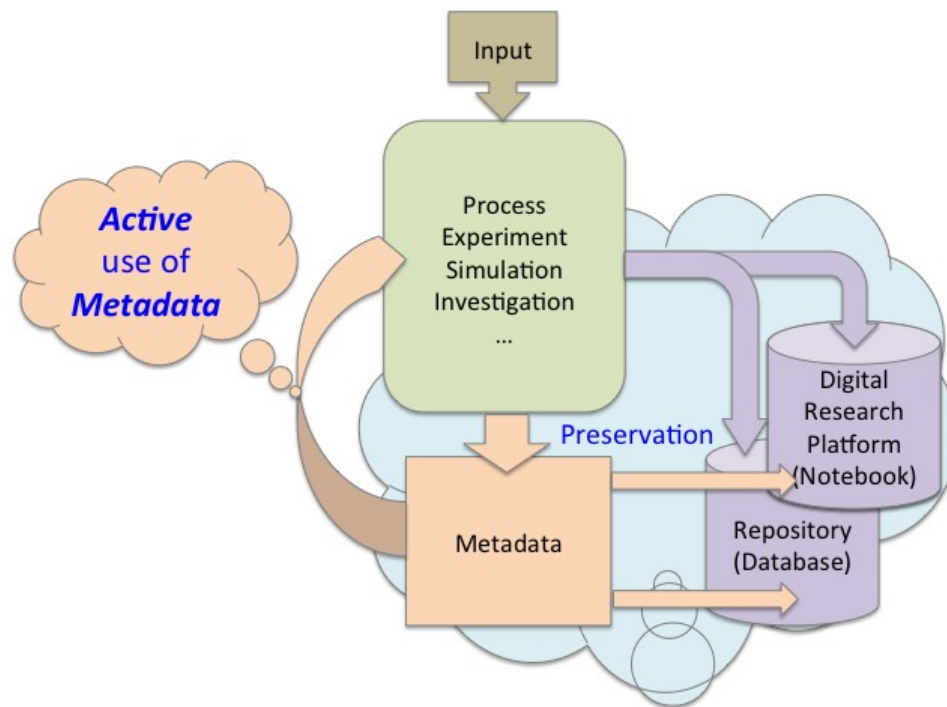 Input
Process
Experiment
Simulation
Investigation
...
Active
use of
Metadata
Preservation
Digital
Research
Platform
(Notebook)
Metadata
Repository
(Database)